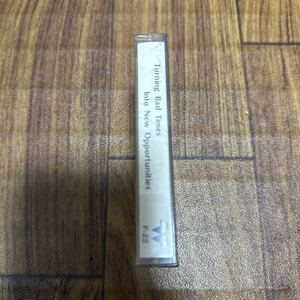 Turning Bad Times
Into New Opportunities
F-22